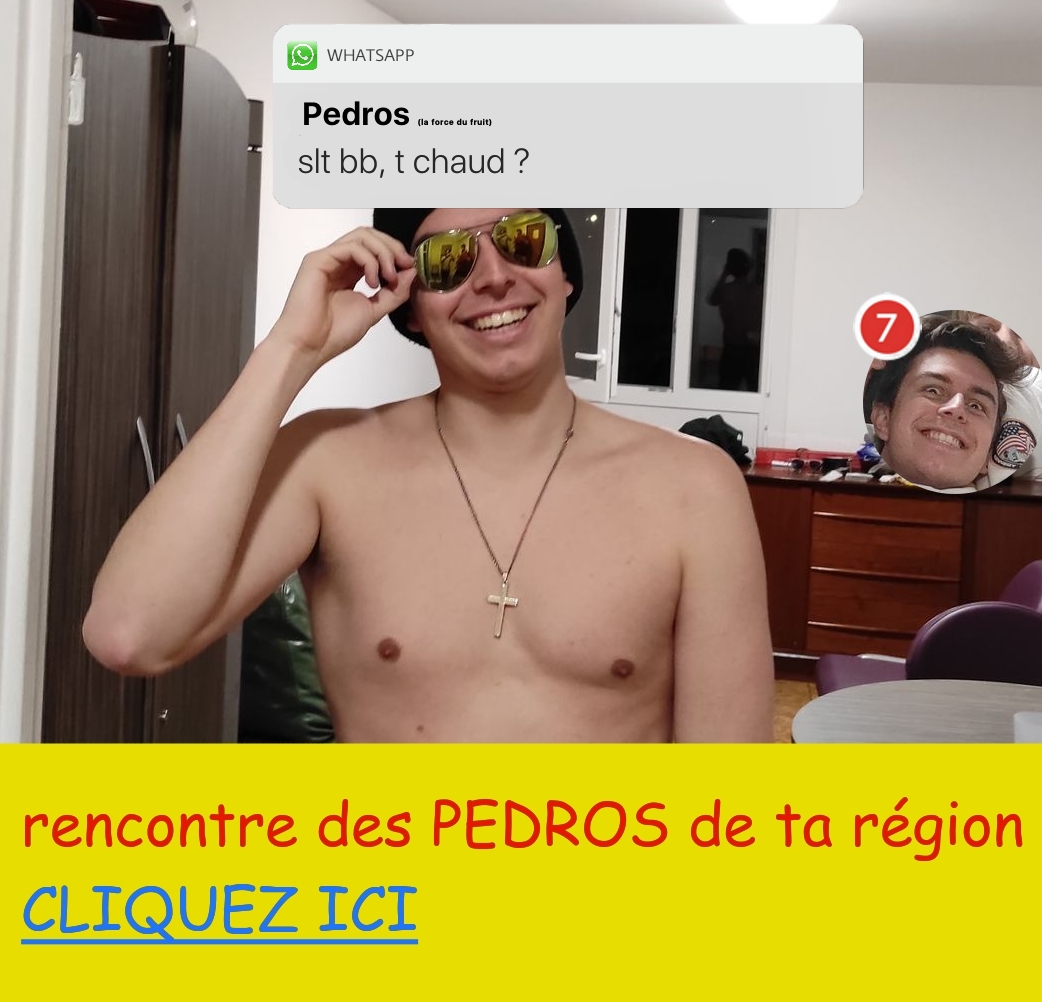 WHATSAPP
Pedros (la force du fruit)
slt bb, t chaud ?
7
rencontre des PEDROS de ta région
CLIQUEZ ICI